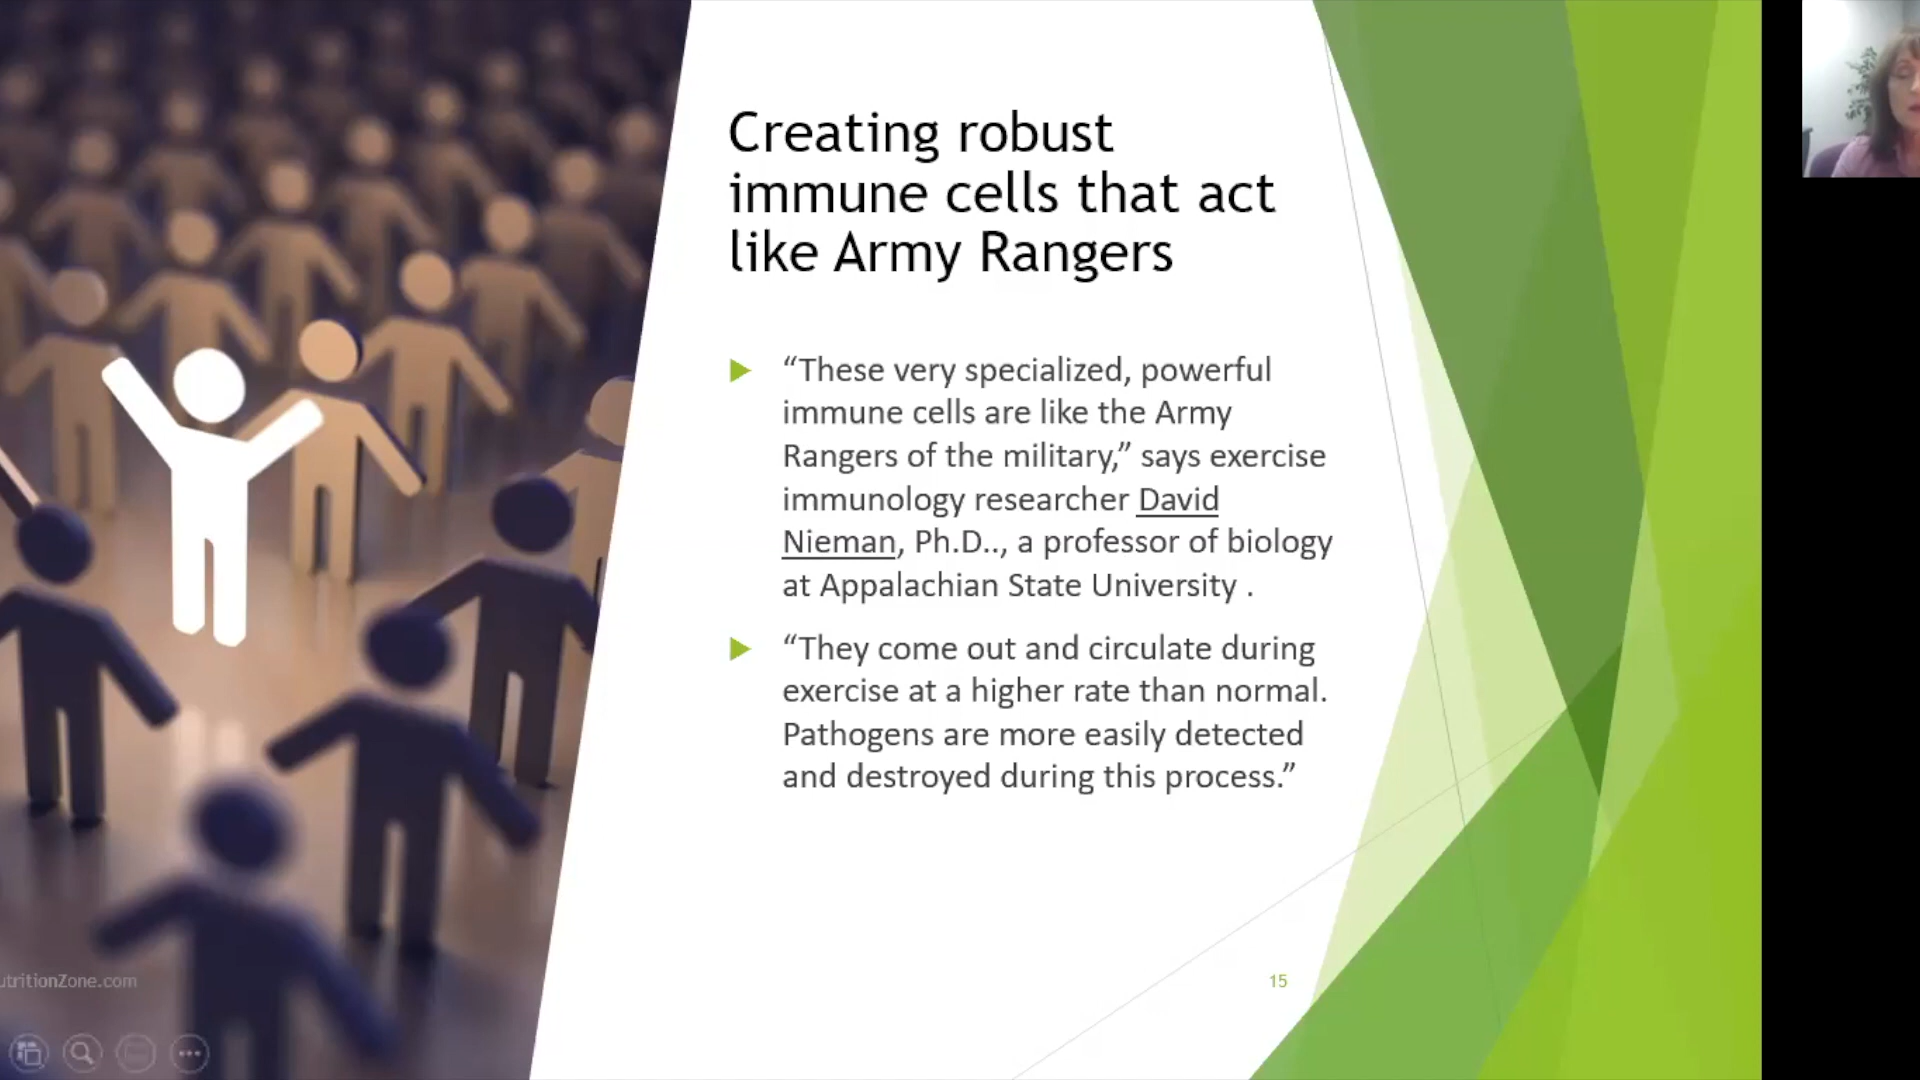 Creating robust
immune cells that act
like Army Rangers
“These very specialized, powerful
immune cells are like the Army
Rangers of the military,” says exercise
immunology researcher David
Nieman, Ph.D.., a professor of biology
at Appalachian State University .
“They come out and circulate during
exercise at a higher rate than normal.
Pathogens are more easily detected
and destroyed during this process.”
utritionZone.com
15